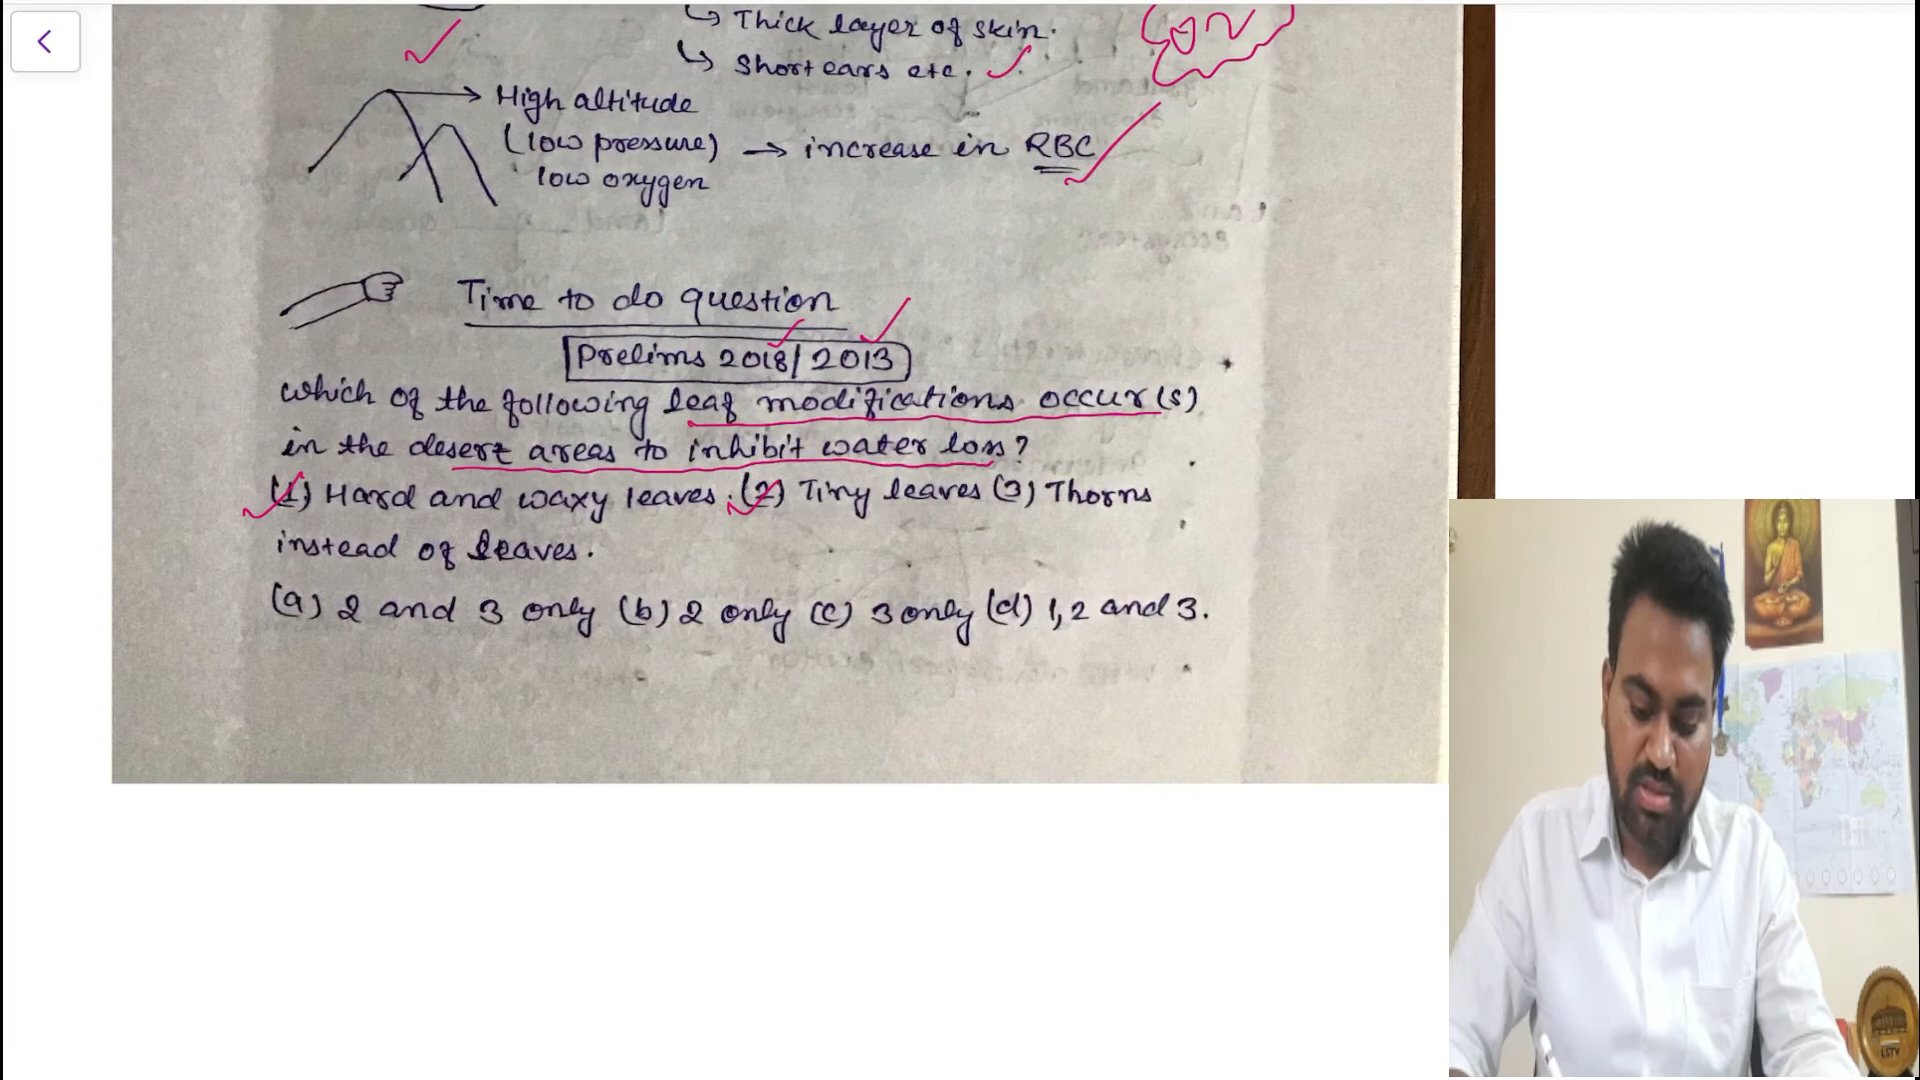 ↳ Thick layer of skin.
↳ Short ears etc.
High altitude
(low pressure) → increase in RBC
low oxygen
Time to do question
Prelims 2018/2013
which of the following leaf modifications occur(s)
in the desert areas to inhibit water loss?
(1) Hard and waxy leaves. (2) Tiny leaves (3) Thorns
instead of leaves.
(a) 2 and 3 only (b) 2 only (c) 3 only (d) 1, 2 and 3.
LSTV